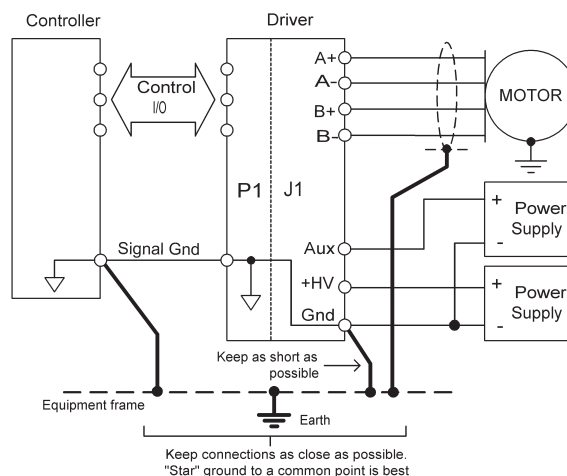 Controller
Driver
A+
A-
B+
B-
MOTOR
Control
I/O
P1
J1
+
Power
Supply
-
Signal Gnd
Aux
+HV
+
Power
Supply
-
Gnd
Keep as short as
possible
Equipment frame
Earth
Keep connections as close as possible.
"Star" ground to a common point is best